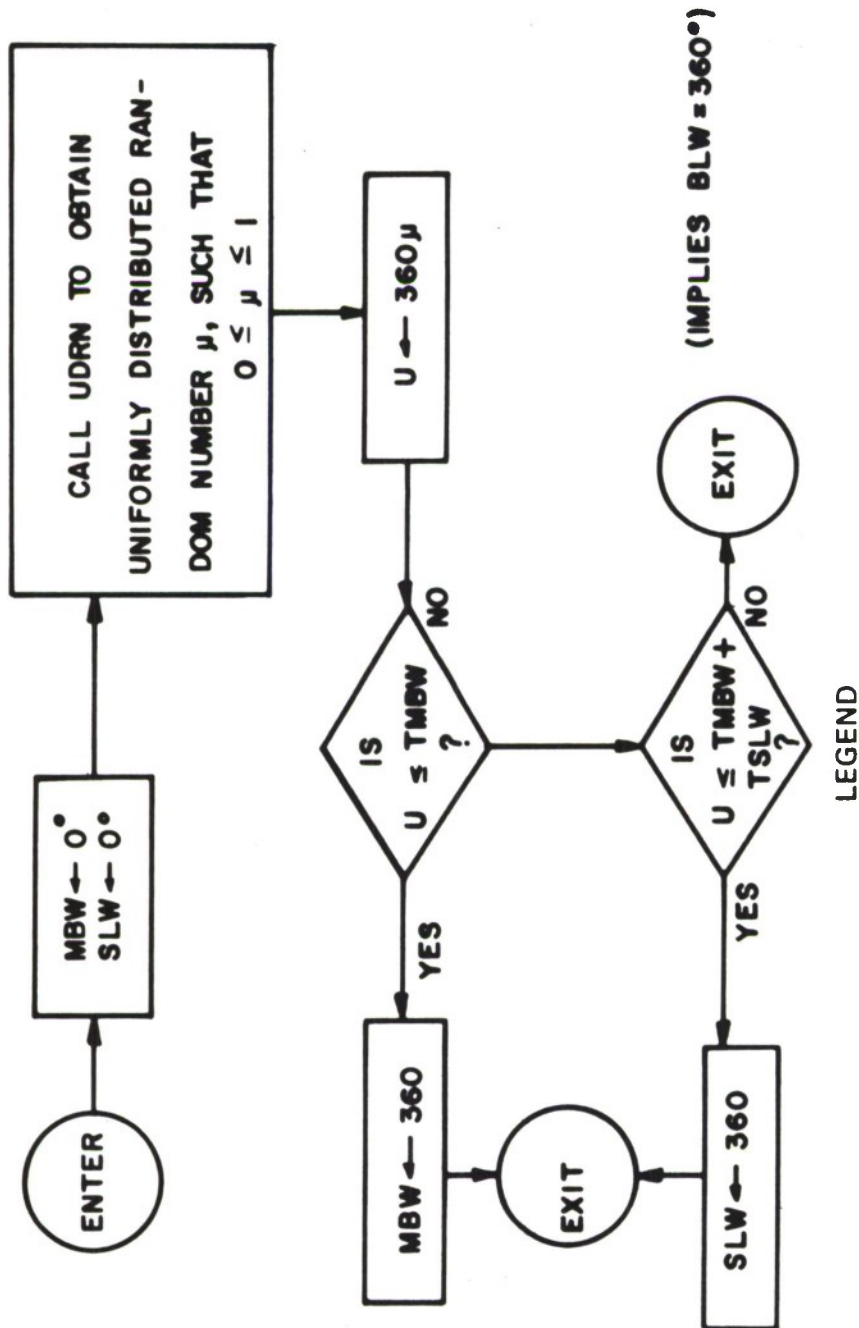 ENTER
MBW ← 0°
SLW ← 0°
CALL UDRN TO OBTAIN
UNIFORMLY DISTRIBUTED RAN-
DOM NUMBER μ, SUCH THAT
0 ≤ μ ≤ 1
U ← 360μ
IS
U ≤ TMBW
?
NO
YES
MBW ← 360
EXIT
IS
U ≤ TMBW +
TSLW
?
NO
EXIT
(IMPLIES BLW = 360°)
YES
SLW ← 360
LEGEND